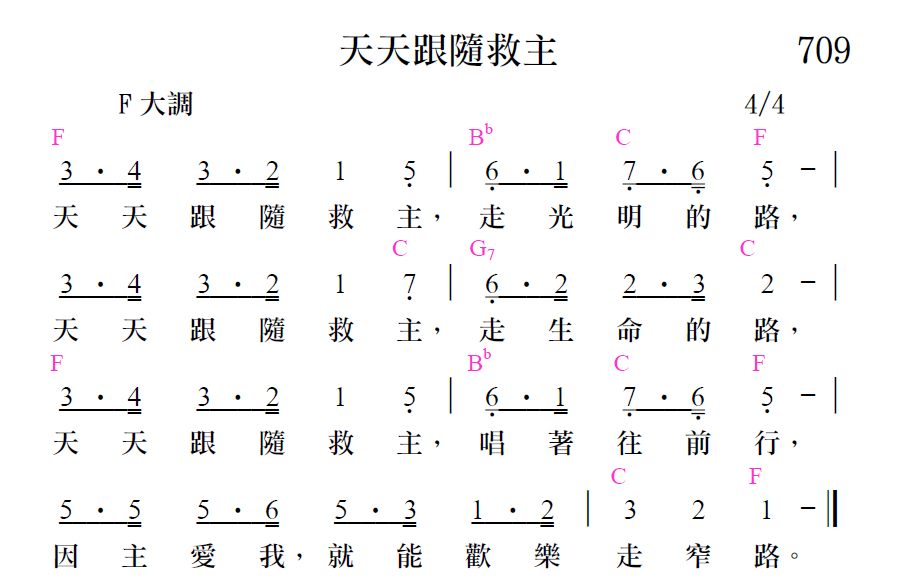 天天跟隨救主 709
F 大調 4/4
F B♭ C F
3 · 4 3 · 2 1 5̣ | 6̣ · 1 7̣ · 6̣ 5̣ - |
天天跟隨救主，走光明的路，
C G7 C
3 · 4 3 · 2 1 7̣ | 6̣ · 2 2 · 3 2 - |
天天跟隨救主，走生命的路，
F B♭ C F
3 · 4 3 · 2 1 5̣ | 6̣ · 1 7̣ · 6̣ 5̣ - |
天天跟隨救主，唱著往前行，
C F
5 · 5 5 · 6 5 · 3 1 · 2 | 3 2 1 - ‖
因主愛我，就能歡樂走窄路。